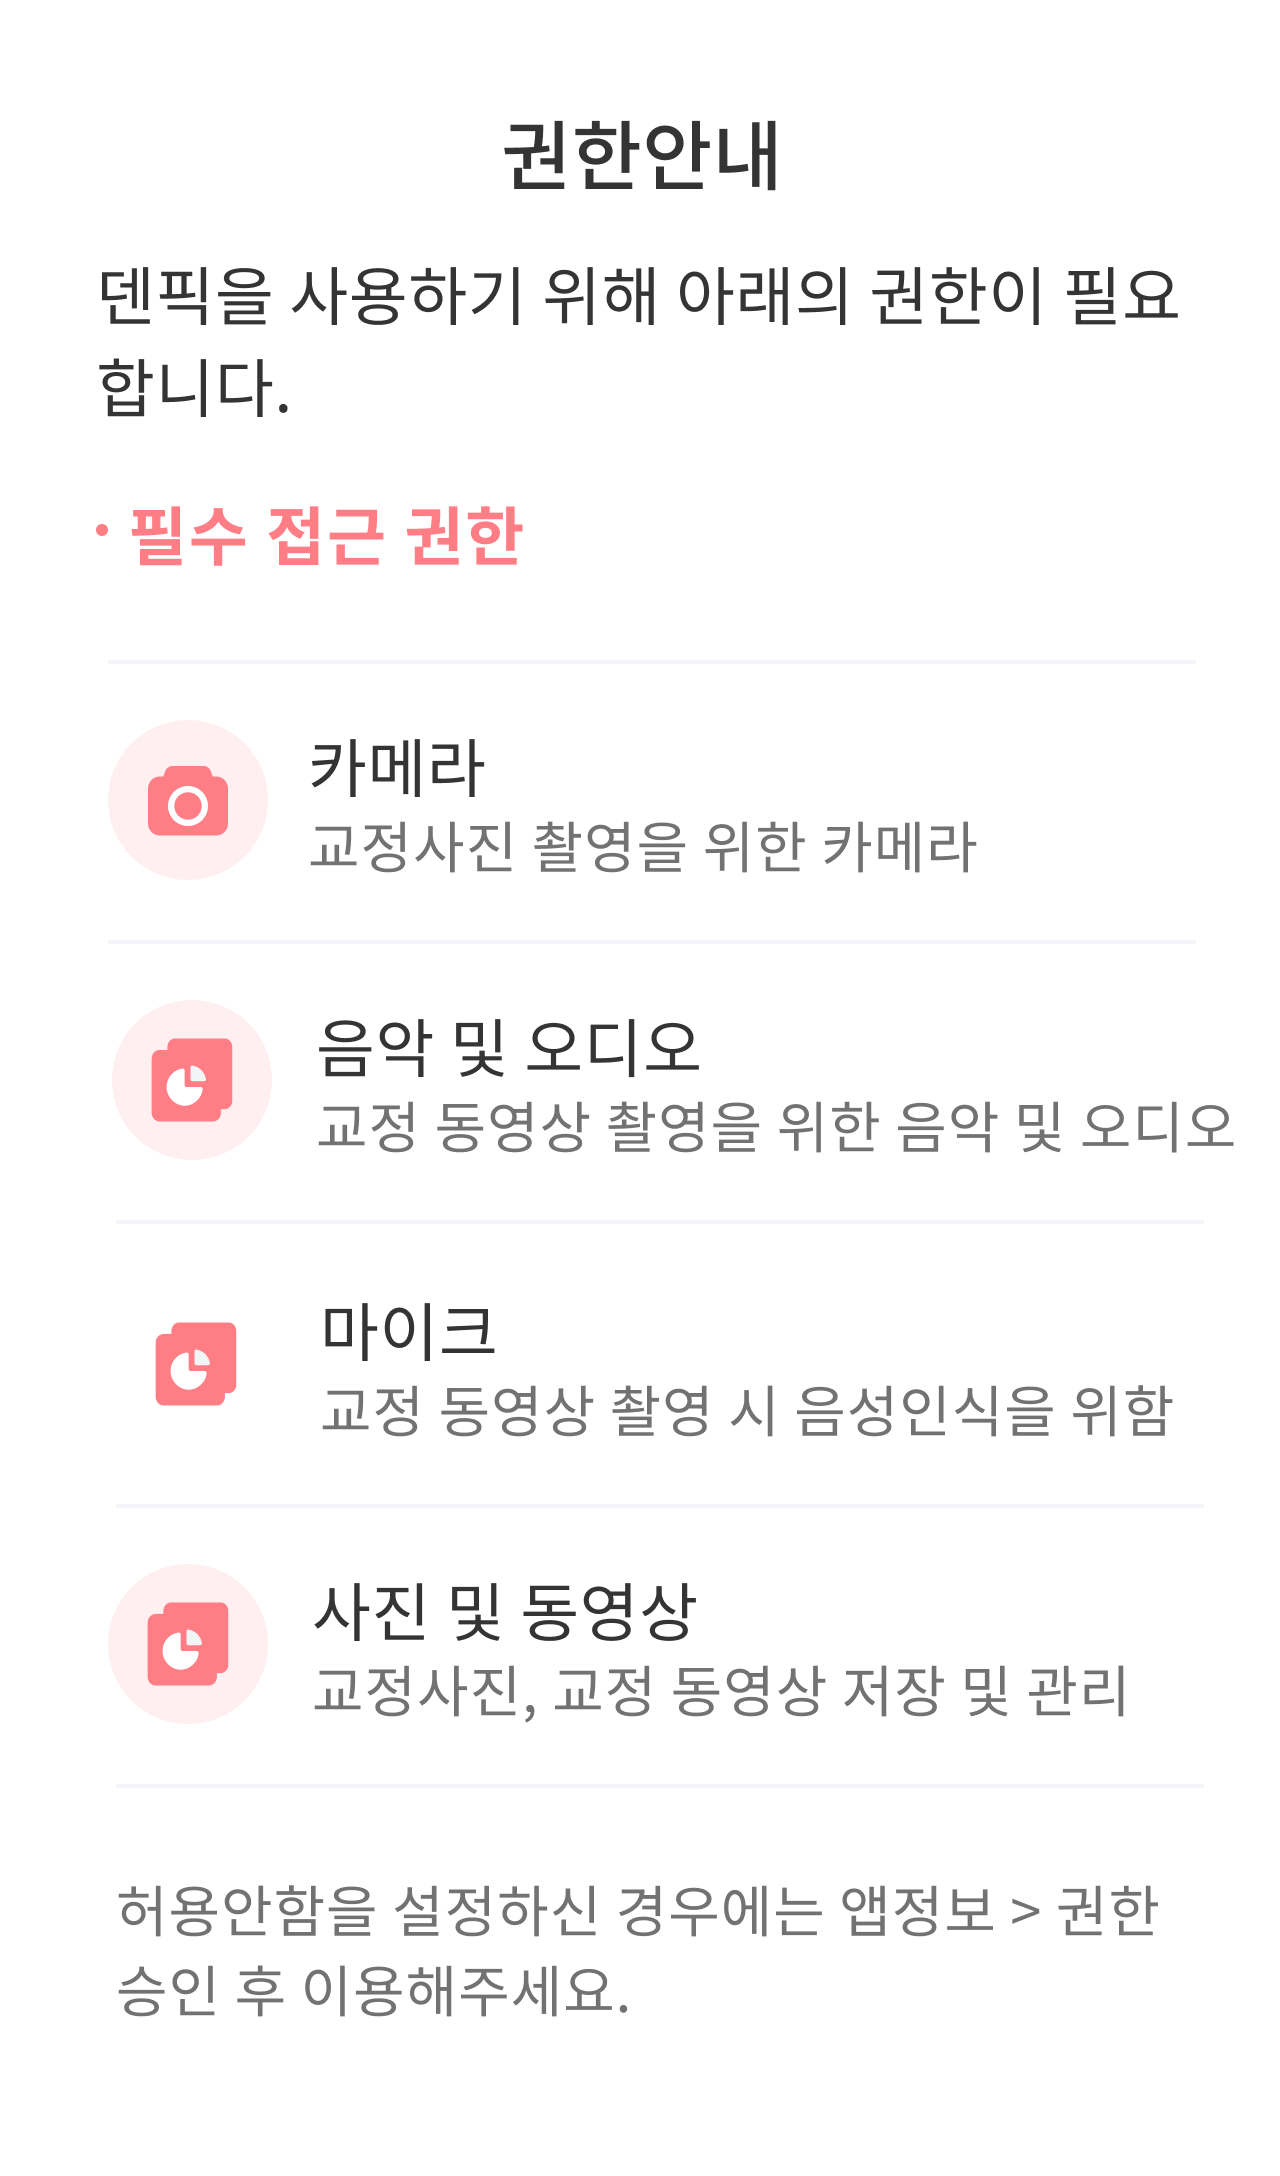 권한안내
덴픽을 사용하기 위해 아래의 권한이 필요
합니다.
• 필수 접근 권한
카메라
교정사진 촬영을 위한 카메라
음악 및 오디오
교정 동영상 촬영을 위한 음악 및 오디오
마이크
교정 동영상 촬영 시 음성인식을 위함
사진 및 동영상
교정사진, 교정 동영상 저장 및 관리
허용안함을 설정하신 경우에는 앱정보 > 권한
승인 후 이용해주세요.